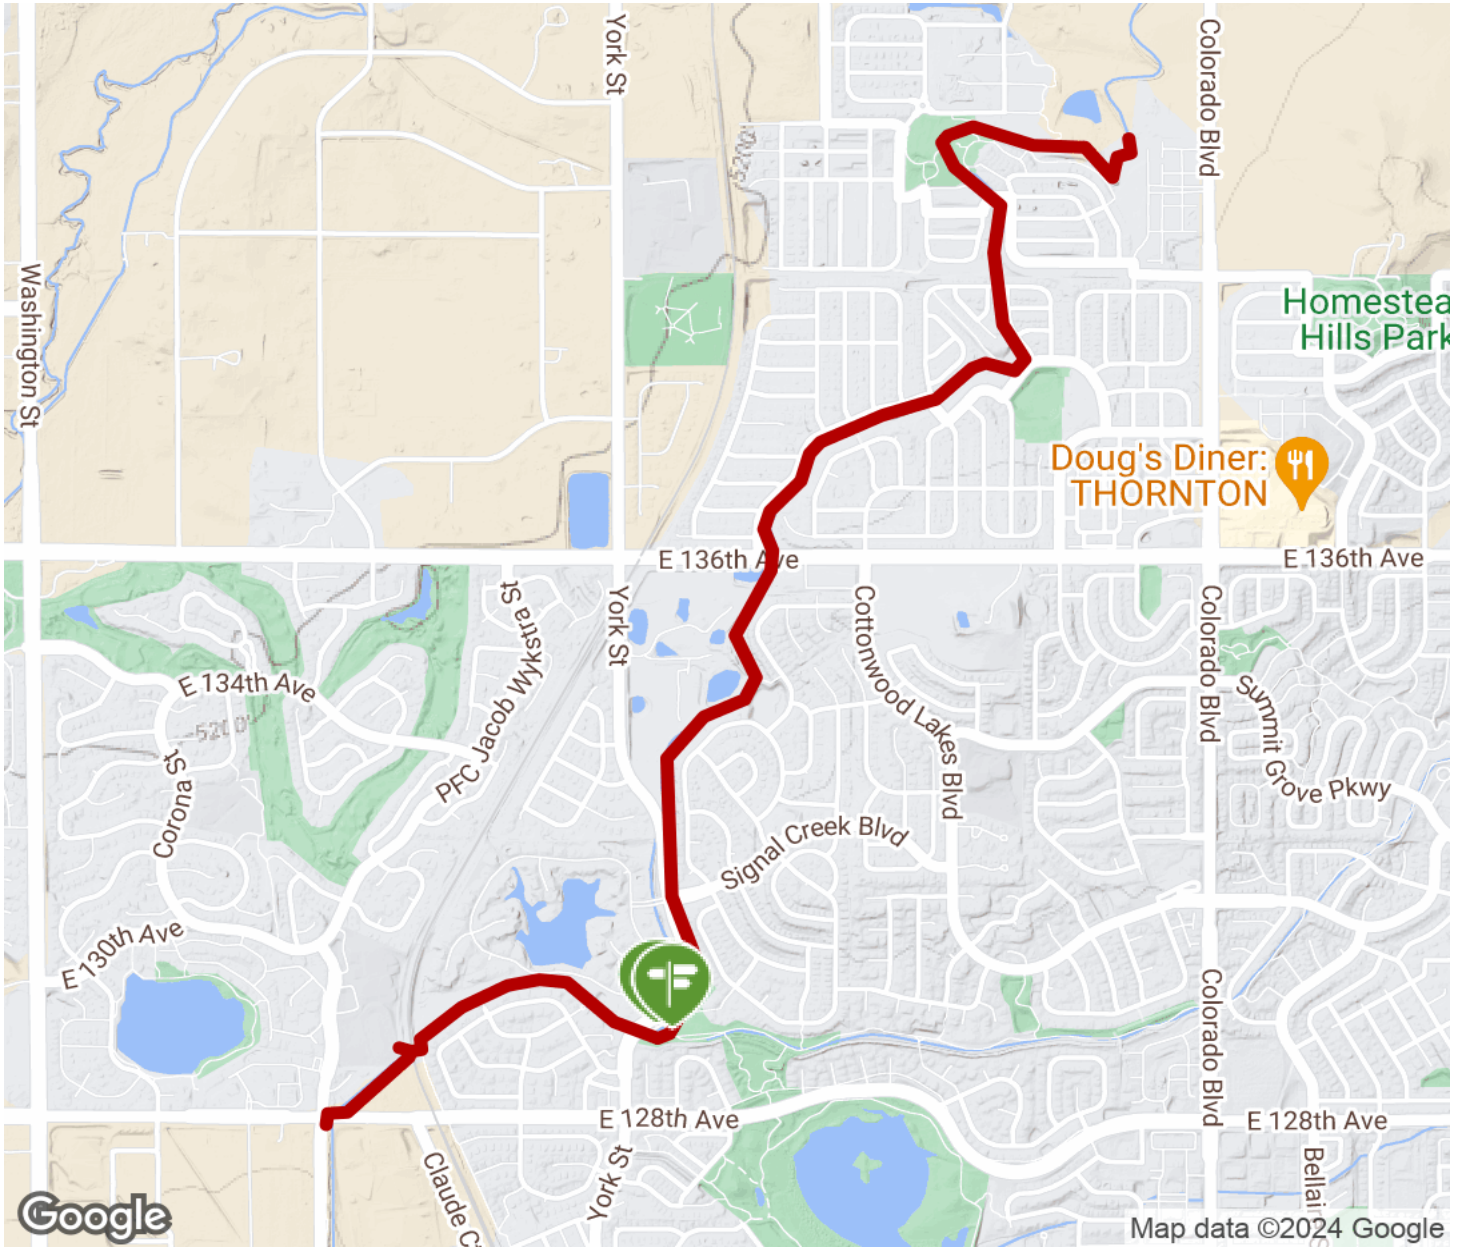 York St
Colorado Blvd
Washington St
Homestea
Hills Park
Doug's Diner:
THORNTON
E 136th Ave
E 136th Ave
PFC Jacob Wykstra St
York St
Cottonwood Lakes Blvd
Colorado Blvd
Summit Grove Pkwy
E 134th Ave
5200'
Corona St
Signal Creek Blvd
E 130th Ave
Colorado Blvd
E 128th Ave
E 128th Ave
York St
Claude C
Bellai
Google
Map data ©2024 Google